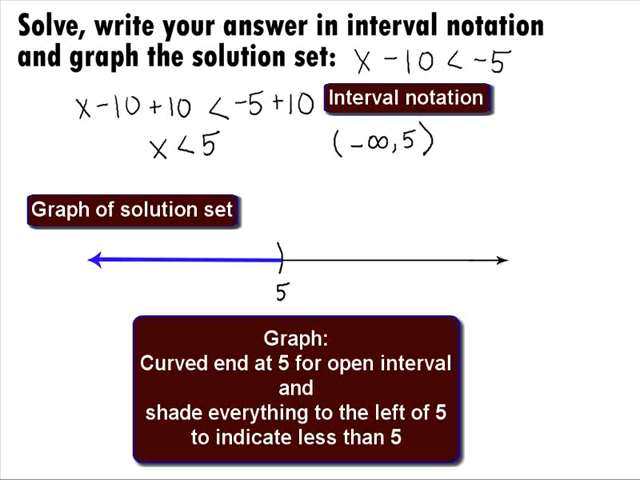 Solve, write your answer in interval notation
and graph the solution set: x - 10 < -5
x - 10 + 10 < -5 + 10
Interval notation
x < 5
(-∞, 5)
Graph of solution set
5
Graph:
Curved end at 5 for open interval
and
shade everything to the left of 5
to indicate less than 5